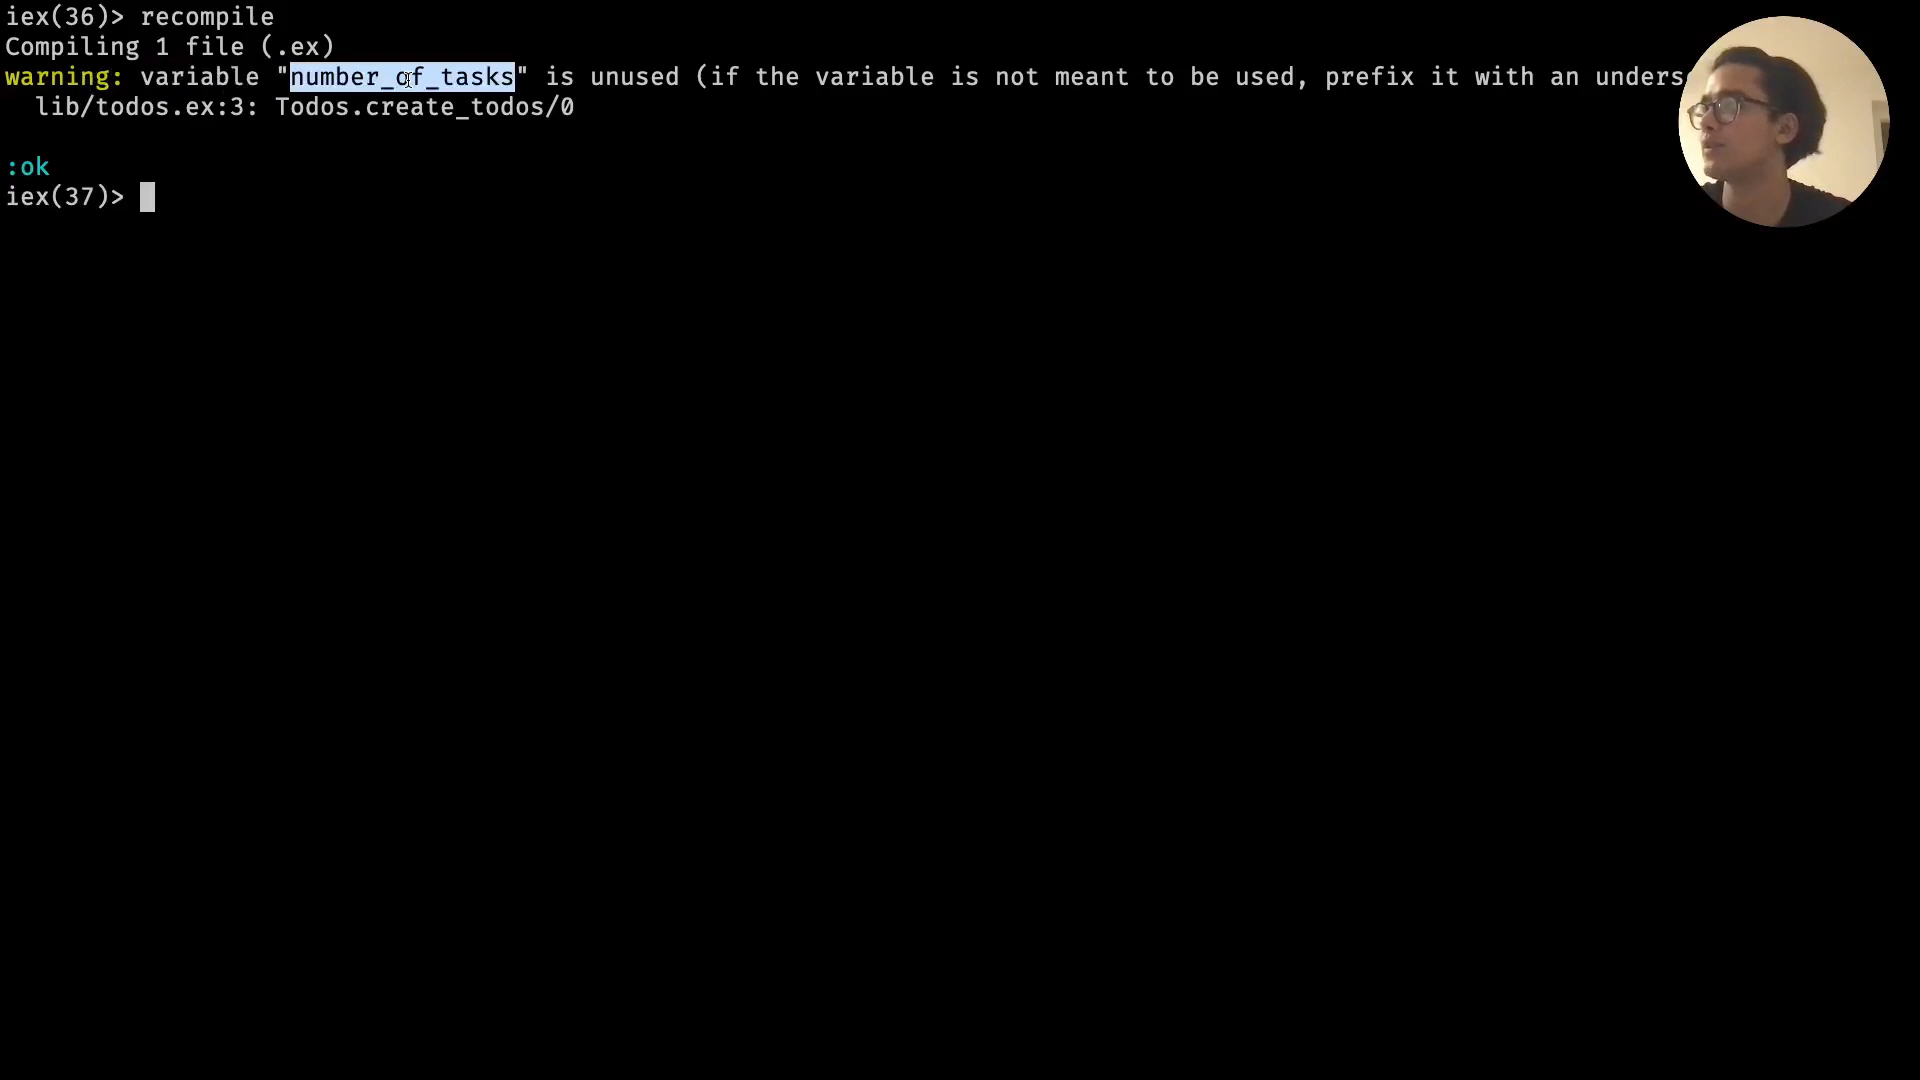 iex(36)> recompile
Compiling 1 file (.ex)
warning: variable "number_of_tasks" is unused (if the variable is not meant to be used, prefix it with an
lib/todos.ex:3: Todos.create_todos/0
:ok
iex(37)>